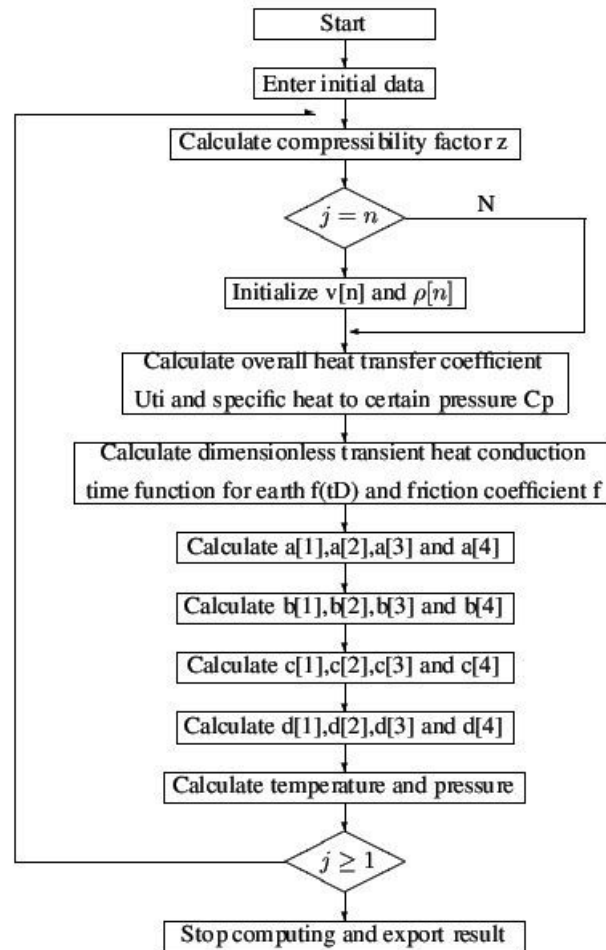 Start
Enter initial data
Calculate compressibility factor z
j = n
N
Initialize v[n] and ρ[n]
Calculate overall heat transfer coefficient
Uti and specific heat to certain pressure Cp
Calculate dimensionless transient heat conduction
time function for earth f(tD) and friction coefficient f
Calculate a[1],a[2],a[3] and a[4]
Calculate b[1],b[2],b[3] and b[4]
Calculate c[1],c[2],c[3] and c[4]
Calculate d[1],d[2],d[3] and d[4]
Calculate temperature and pressure
j ≥ 1
Stop computing and export result